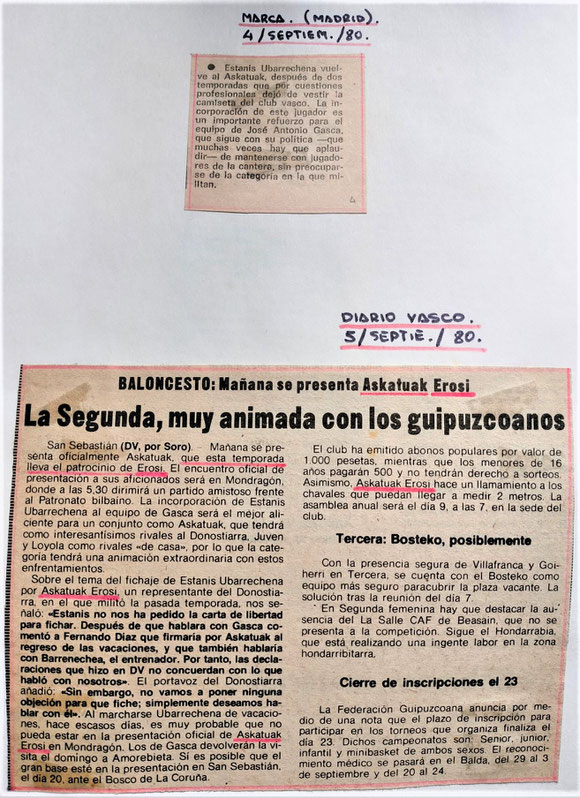 MARCA. (MADRID).
4/SEPTIEM./80.
● Estanis Ubarrechena vuel-
ve al Askatuak, después de dos
temporadas que por cuestiones
profesionales dejó de vestir la
camiseta del club vasco. La in-
corporación de este jugador es
un importante refuerzo para el
equipo de José Antonio Gasca,
que sigue con su política —que
muchas veces hay que aplau-
dir— de mantenerse con jugado-
res de la cantera, sin preocupar-
se de la categoría en la que mi-
litan.
DIARIO VASCO.
5/SEPTIE./80.
BALONCESTO: Mañana se presenta Askatuak Erosi
La Segunda, muy animada con los guipuzcoanos
San Sebastián (DV, por Soro). — Mañana se pre-
senta oficialmente Askatuak, que esta temporada
lleva el patrocinio de Erosi. El encuentro oficial de
presentación a sus aficionados será en Mondragón,
donde a las 5,30 dirimirá un partido amistoso frente
al Patronato bilbaíno. La incorporación de Estanis
Ubarrechena al equipo de Gasca será el mejor ali-
ciente para un conjunto como Askatuak, que tendrá
como interesantísimos rivales al Donostiarra, Juven
y Loyola como rivales «de casa», por lo que la cate-
goría tendrá una animación extraordinaria con estos
enfrentamientos.
Sobre el tema del fichaje de Estanis Ubarrechena
por Askatuak Erosi, un representante del Donostia-
rra, en el que militó la pasada temporada, nos se-
ñaló: «Estanis no nos ha pedido la carta de libertad
para fichar. Después de que hablara con Gasca co-
mentó a Fernando Diaz que firmaría por Askatuak al
regreso de las vacaciones, y que también hablaría
con Barrenechea, el entrenador. Por tanto, las decla-
raciones que hizo en DV no concuerdan con lo que
habló con nosotros». El portavoz del Donostiarra
añadió: «Sin embargo, no vamos a poner ninguna
objeción para que fiche; simplemente deseamos ha-
blar con él». Al marcharse Ubarrechena de vacacio-
nes, hace escasos días, es muy probable que no
pueda estar en la presentación oficial de Askatuak
Erosi en Mondragón. Los de Gasca devolverán la vi-
sita el domingo a Amorebieta. Sí es posible que el
gran base esté en la presentación en San Sebastián,
el día 20, ante el Bosco de La Coruña.
El club ha emitido abonos populares por valor de
1.000 pesetas, mientras que los menores de 16
años pagarán 500 y no tendrán derecho a sorteos.
Asimismo, Askatuak Erosi hace un llamamiento a los
chavales que puedan llegar a medir 2 metros. La
asamblea anual será el día 9, a las 7, en la sede del
club.
Tercera: Bosteko, posiblemente
Con la presencia segura de Villafranca y Goi-
herri en Tercera, se cuenta con el Bosteko como
equipo más seguro paracubrir la plaza vacante. La
solución tras la reunión del día 7.
En Segunda femenina hay que destacar la au-
sencia del La Salle CAF de Beasain, que no se
presenta a la competición. Sigue el Hondarrabia,
que está realizando una ingente labor en la zona
hondarribitarra.
Cierre de inscripciones el 23
La Federación Guipuzcoana anuncia por me-
dio de una nota que el plazo de inscripción para
participar en los torneos que organiza finaliza el
día 23. Dichos campeonatos son: Senior, junior,
infantil y minibasket de ambos sexos. El reconoci-
miento médico se pasará en el Balda, del 29 al 3
de septiembre y del 20 al 24.